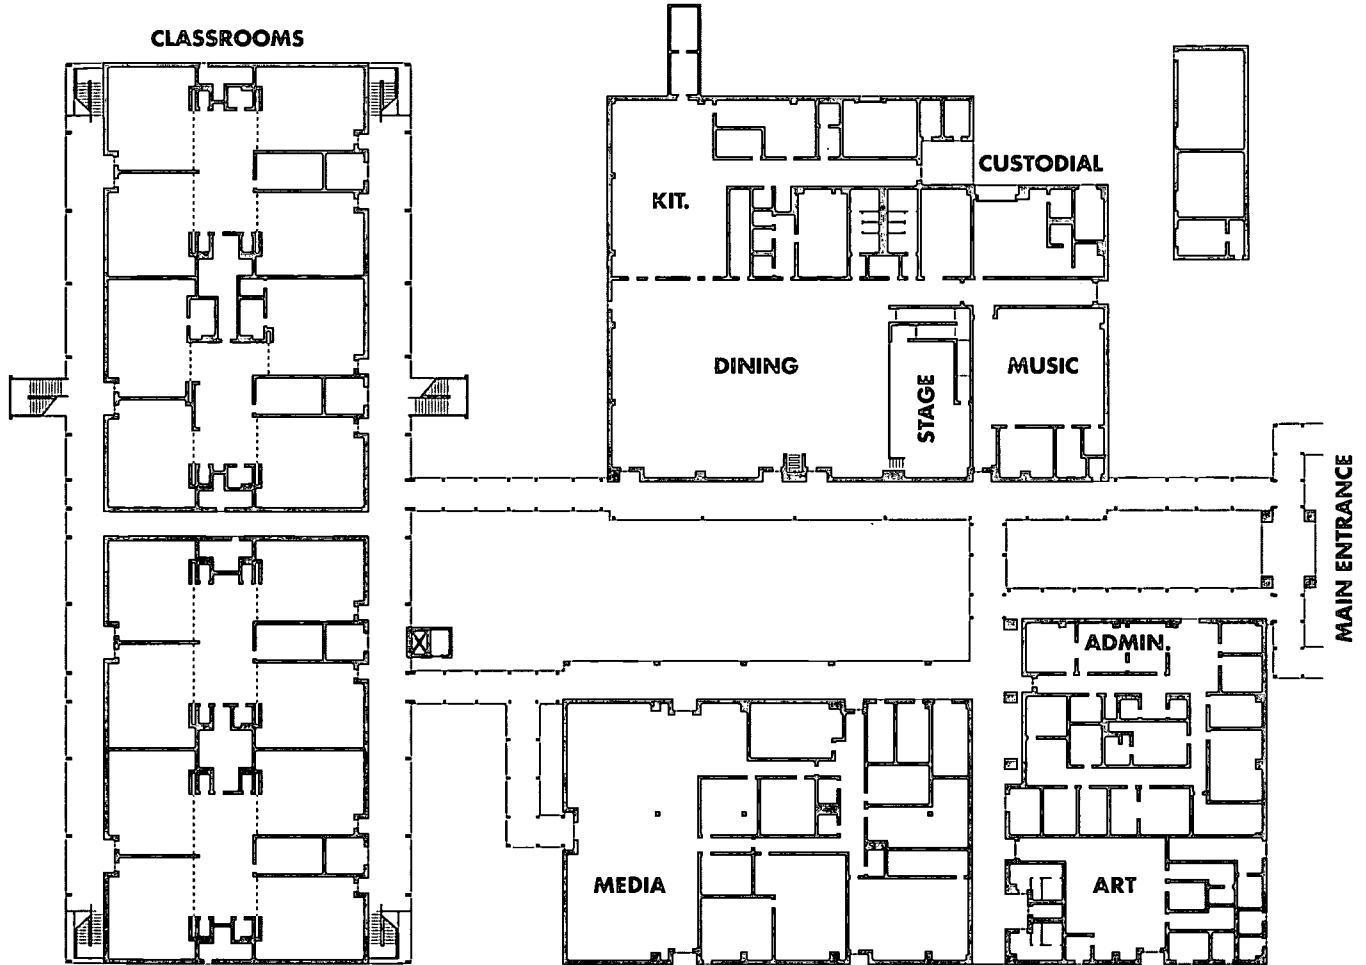 CLASSROOMS
CUSTODIAL
KIT.
DINING
STAGE
MUSIC
MAIN ENTRANCE
ADMIN.
MEDIA
ART